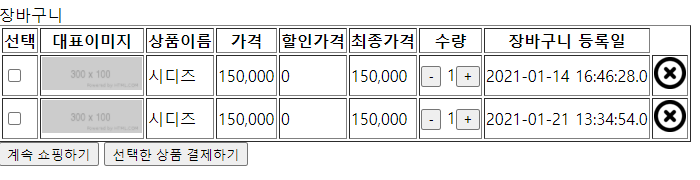 장바구니
선택 대표이미지 상품이름 가격 할인가격 최종가격 수량 장바구니 등록일
300 x 100 시디즈 150,000 0 150,000 - 1 + 2021-01-14 16:46:28.0
300 x 100 시디즈 150,000 0 150,000 - 1 + 2021-01-21 13:34:54.0
계속 쇼핑하기 선택한 상품 결제하기